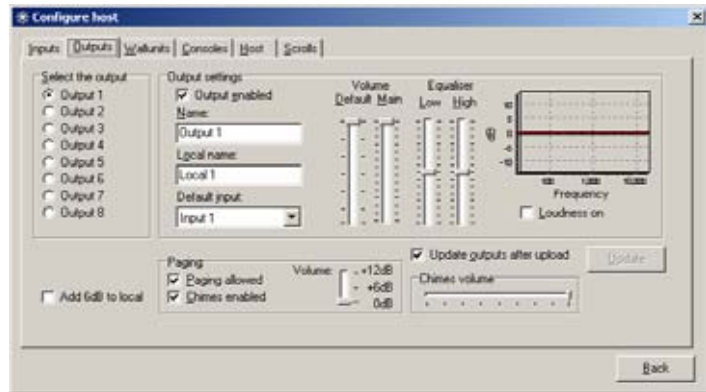 Configure host
Inputs Outputs Wallunits Consoles Host Scrolls
Select the output
Output 1
Output 2
Output 3
Output 4
Output 5
Output 6
Output 7
Output 8
Add 6dB to local
Output settings
Output enabled
Name:
Output 1
Local name:
Local 1
Default input:
Input 1
Volume
Default Main
Equaliser
Low High
dB
10
5
0
-5
-10
100 1,000 10,000
Frequency
Loudness on
Paging
Paging allowed
Chimes enabled
Volume:
+12dB
+6dB
0dB
Update outputs after upload
Update
Chimes volume
Back